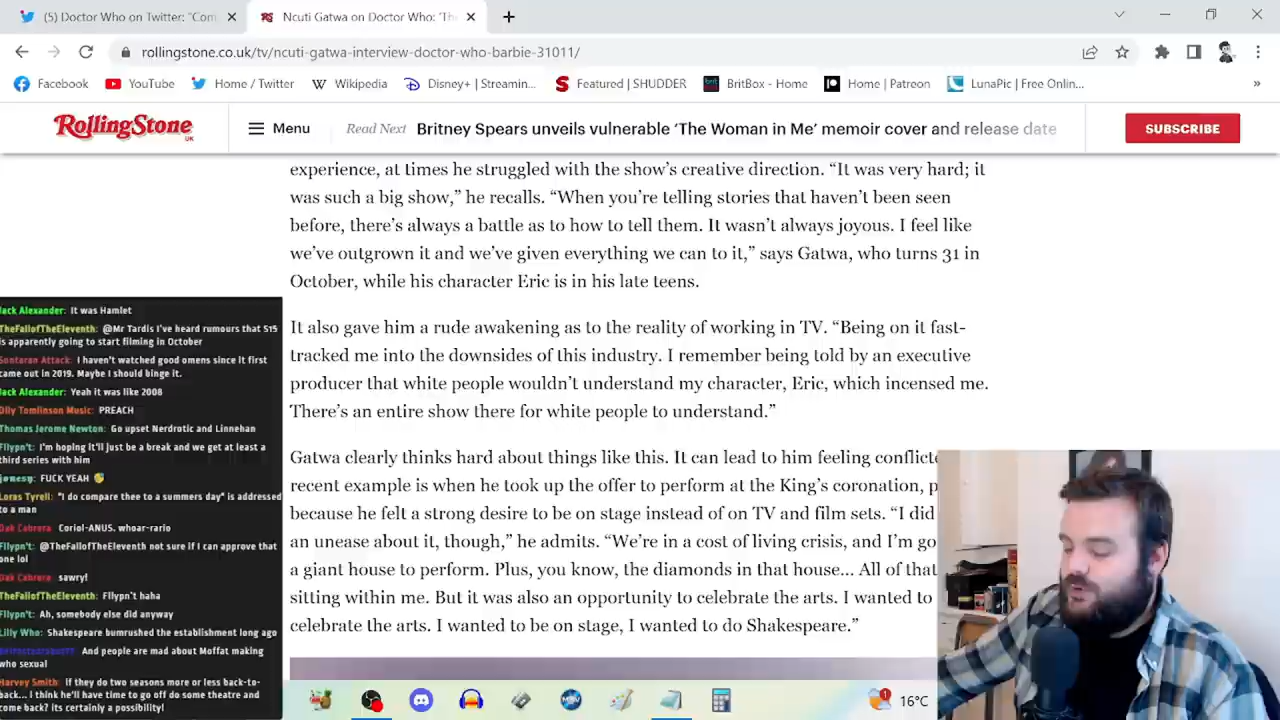 (5) Doctor Who on Twitter: "Com
Ncuti Gatwa on Doctor Who: 'The
rollingstone.co.uk/tv/ncuti-gatwa-interview-doctor-who-barbie-31011/
Facebook
YouTube
Home / Twitter
Wikipedia
Disney+ | Streamin...
Featured | SHUDDER
BritBox - Home
Home | Patreon
LunaPic | Free Onlin...
»
RollingStone
UK
Menu
Read Next Britney Spears unveils vulnerable ‘The Woman in Me’ memoir cover and release date
SUBSCRIBE
experience, at times he struggled with the show’s creative direction. “It was very hard; it
was such a big show,” he recalls. “When you’re telling stories that haven’t been seen
before, there’s always a battle as to how to tell them. It wasn’t always joyous. I feel like
we’ve outgrown it and we’ve given everything we can to it,” says Gatwa, who turns 31 in
October, while his character Eric is in his late teens.
It also gave him a rude awakening as to the reality of working in TV. “Being on it fast-
tracked me into the downsides of this industry. I remember being told by an executive
producer that white people wouldn’t understand my character, Eric, which incensed me.
There’s an entire show there for white people to understand.”
Gatwa clearly thinks hard about things like this. It can lead to him feeling conflicte
recent example is when he took up the offer to perform at the King’s coronation, p
because he felt a strong desire to be on stage instead of on TV and film sets. “I did
an unease about it, though,” he admits. “We’re in a cost of living crisis, and I’m go
a giant house to perform. Plus, you know, the diamonds in that house... All of that
sitting within me. But it was also an opportunity to celebrate the arts. I wanted to
celebrate the arts. I wanted to be on stage, I wanted to do Shakespeare.”
Jack Alexander: It was Hamlet
TheFallofTheEleventh: @Mr Tardis I've heard rumours that S15
is apparently going to start filming in October
Sontaran Attack: I haven't watched good omens since It first
came out in 2019. Maybe I should binge it.
Jack Alexander: Yeah it was like 2008
Olly Tomlinson Music: PREACH
Thomas Jerome Newton: Go upset Nerdrotic and Linnehan
Fllypn't: I'm hoping it'll just be a break and we get at least a
third series with him
jamesy: FUCK YEAH
Loras Tyrell: "I do compare thee to a summers day" is addressed
to a man
Dak Cabrera: Coriol-ANUS. whoar-rario
Fllypn't: @TheFallofTheEleventh not sure if I can approve that
one lol
Dak Cabrera: sawry!
TheFallofTheEleventh: Fllypn't haha
Fllypn't: Ah, somebody else did anyway
Lilly Who: Shakespeare bumrushed the establishment long ago
And people are mad about Moffat making
who sexual
Harvey Smith: If they do two seasons more or less back-to-
back... I think he'll have time to go off do some theatre and
come back? its certainly a possibility!
16°C